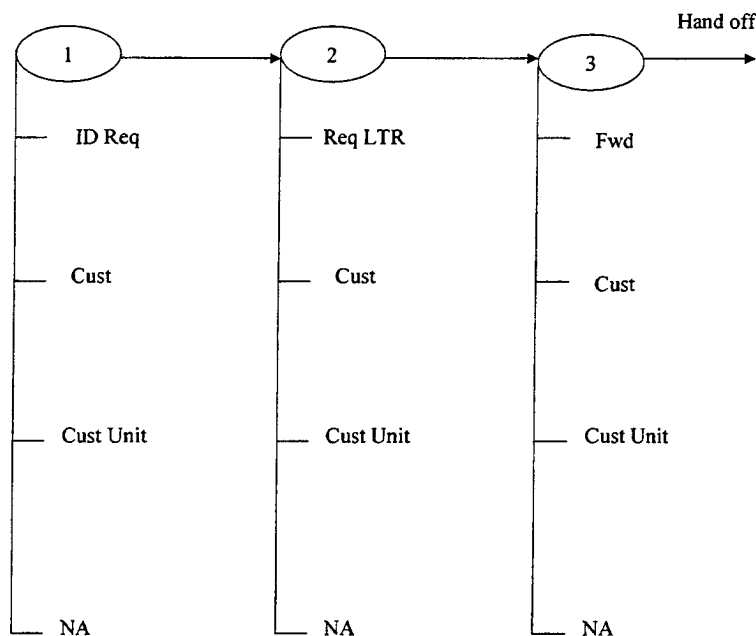 Hand off
1
2
3
ID Req
Req LTR
Fwd
Cust
Cust
Cust
Cust Unit
Cust Unit
Cust Unit
NA
NA
NA